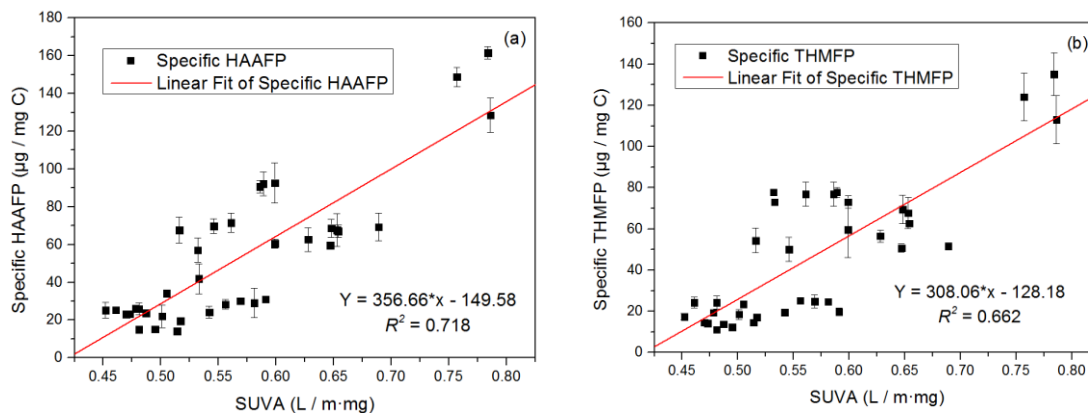 (a)
Specific HAAFP
Linear Fit of Specific HAAFP
Y = 356.66*x - 149.58
R² = 0.718
Specific HAAFP (µg / mg C)
180
160
140
120
100
80
60
40
20
0
0.45 0.50 0.55 0.60 0.65 0.70 0.75 0.80
SUVA (L / m·mg)
(b)
Specific THMFP
Linear Fit of Specific THMFP
Y = 308.06*x - 128.18
R² = 0.662
Specific THMFP (µg / mg C)
160
140
120
100
80
60
40
20
0
0.45 0.50 0.55 0.60 0.65 0.70 0.75 0.80
SUVA (L / m·mg)